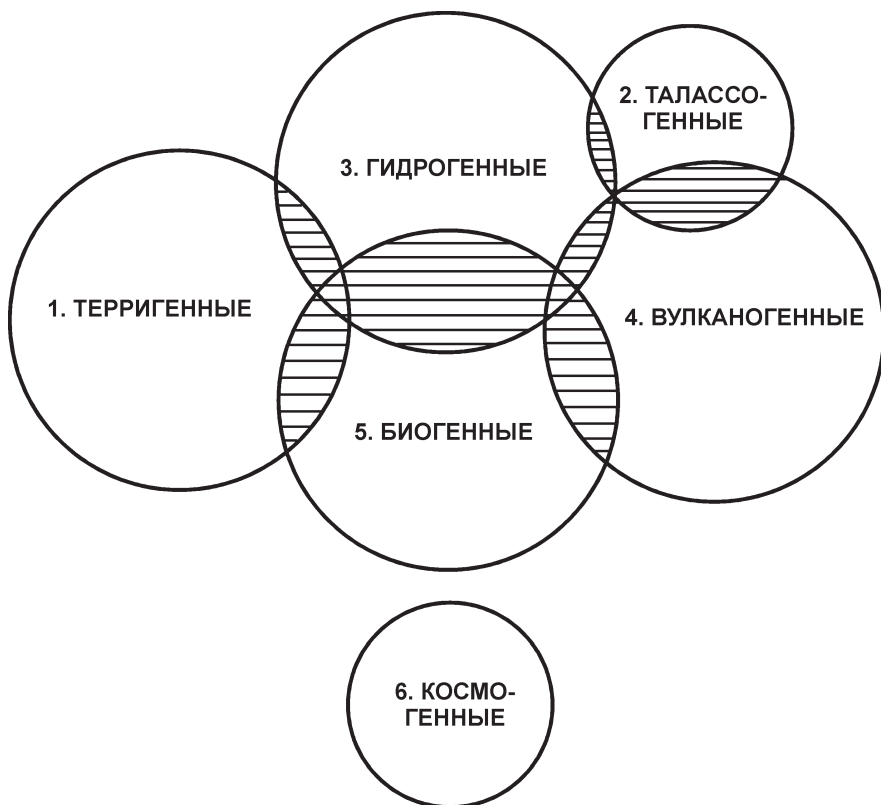 2. ТАЛАССО-
ГЕННЫЕ
3. ГИДРОГЕННЫЕ
1. ТЕРРИГЕННЫЕ
4. ВУЛКАНОГЕННЫЕ
5. БИОГЕННЫЕ
6. КОСМО-
ГЕННЫЕ